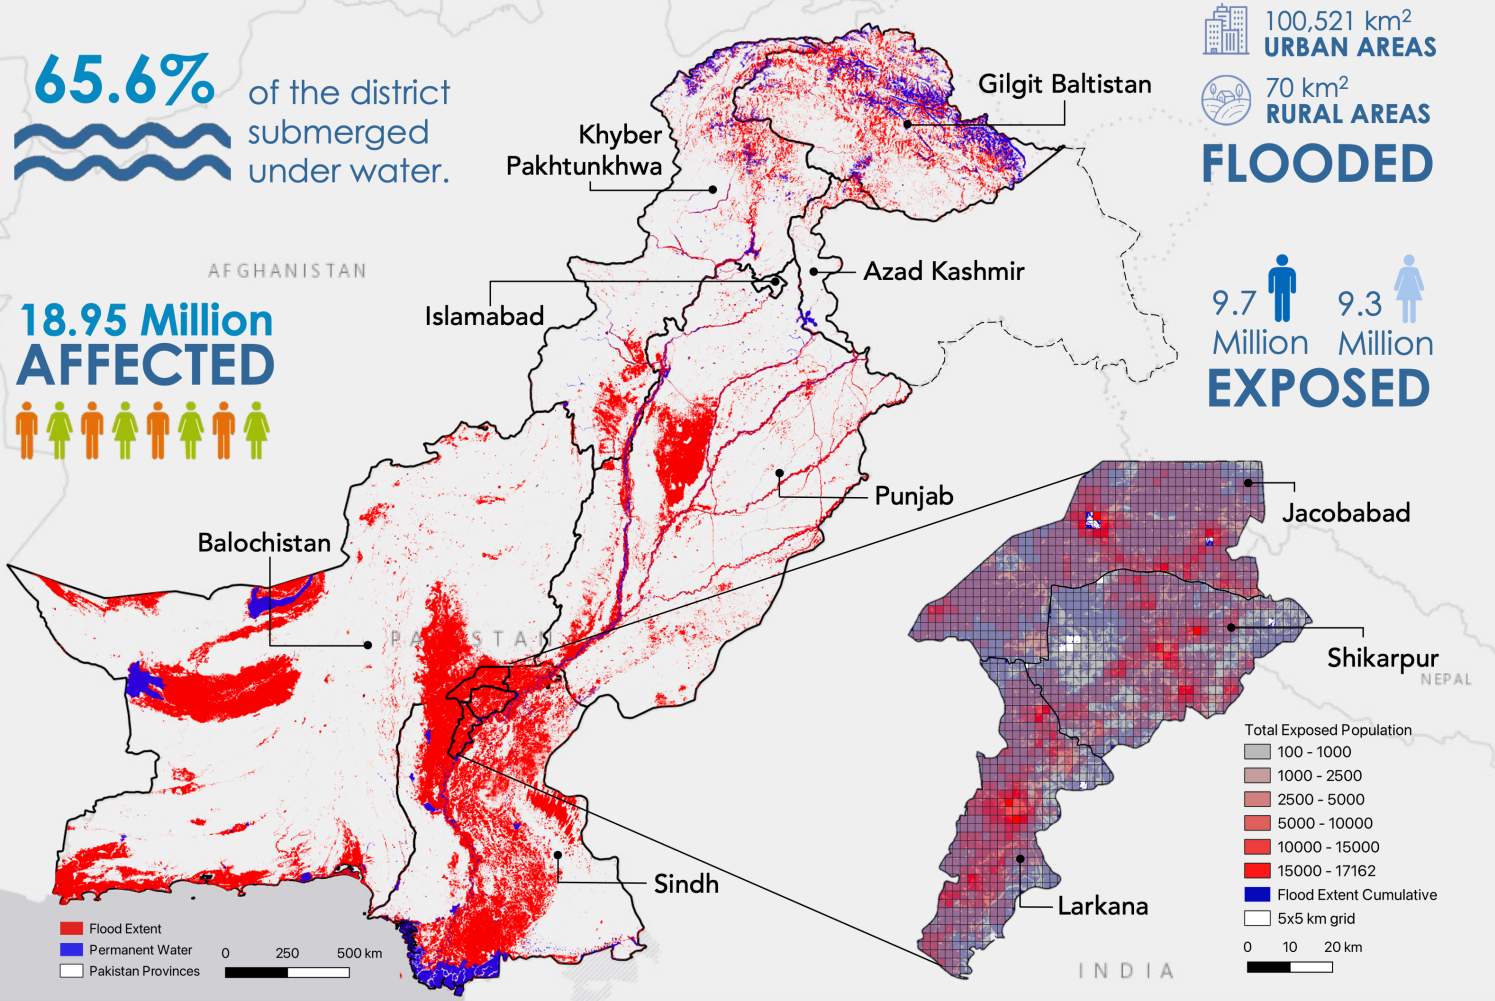 65.6%
of the district
submerged
under water.
100,521 km²
URBAN AREAS
70 km²
RURAL AREAS
FLOODED
Gilgit Baltistan
Khyber
Pakhtunkhwa
AFGHANISTAN
Azad Kashmir
Islamabad
18.95 Million
AFFECTED
9.7
Million
9.3
Million
EXPOSED
Punjab
Jacobabad
Balochistan
PAKISTAN
Shikarpur
NEPAL
Sindh
Larkana
INDIA
Total Exposed Population
100 - 1000
1000 - 2500
2500 - 5000
5000 - 10000
10000 - 15000
15000 - 17162
Flood Extent Cumulative
5x5 km grid
0 10 20 km
Flood Extent
Permanent Water
Pakistan Provinces
0 250 500 km